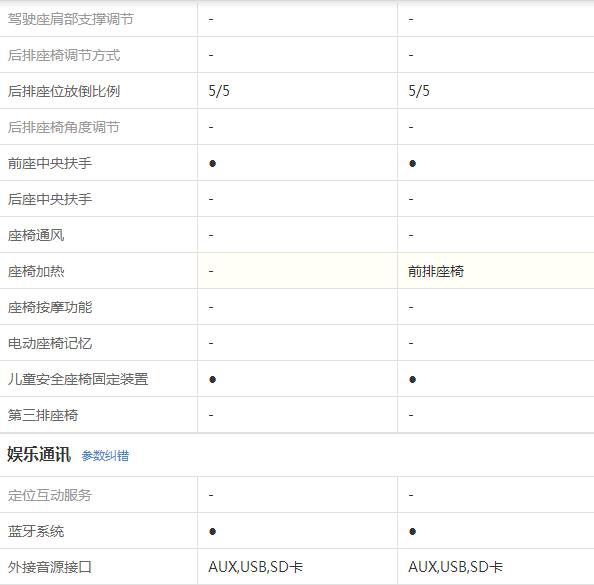 驾驶座肩部支撑调节 - -
后排座椅调节方式 - -
后排座位放倒比例 5/5 5/5
后排座椅角度调节 - -
前座中央扶手 ● ●
后座中央扶手 - -
座椅通风 - -
座椅加热 - 前排座椅
座椅按摩功能 - -
电动座椅记忆 - -
儿童安全座椅固定装置 ● ●
第三排座椅 - -
娱乐通讯 参数纠错
定位互动服务 - -
蓝牙系统 ● ●
外接音源接口 AUX,USB,SD卡 AUX,USB,SD卡